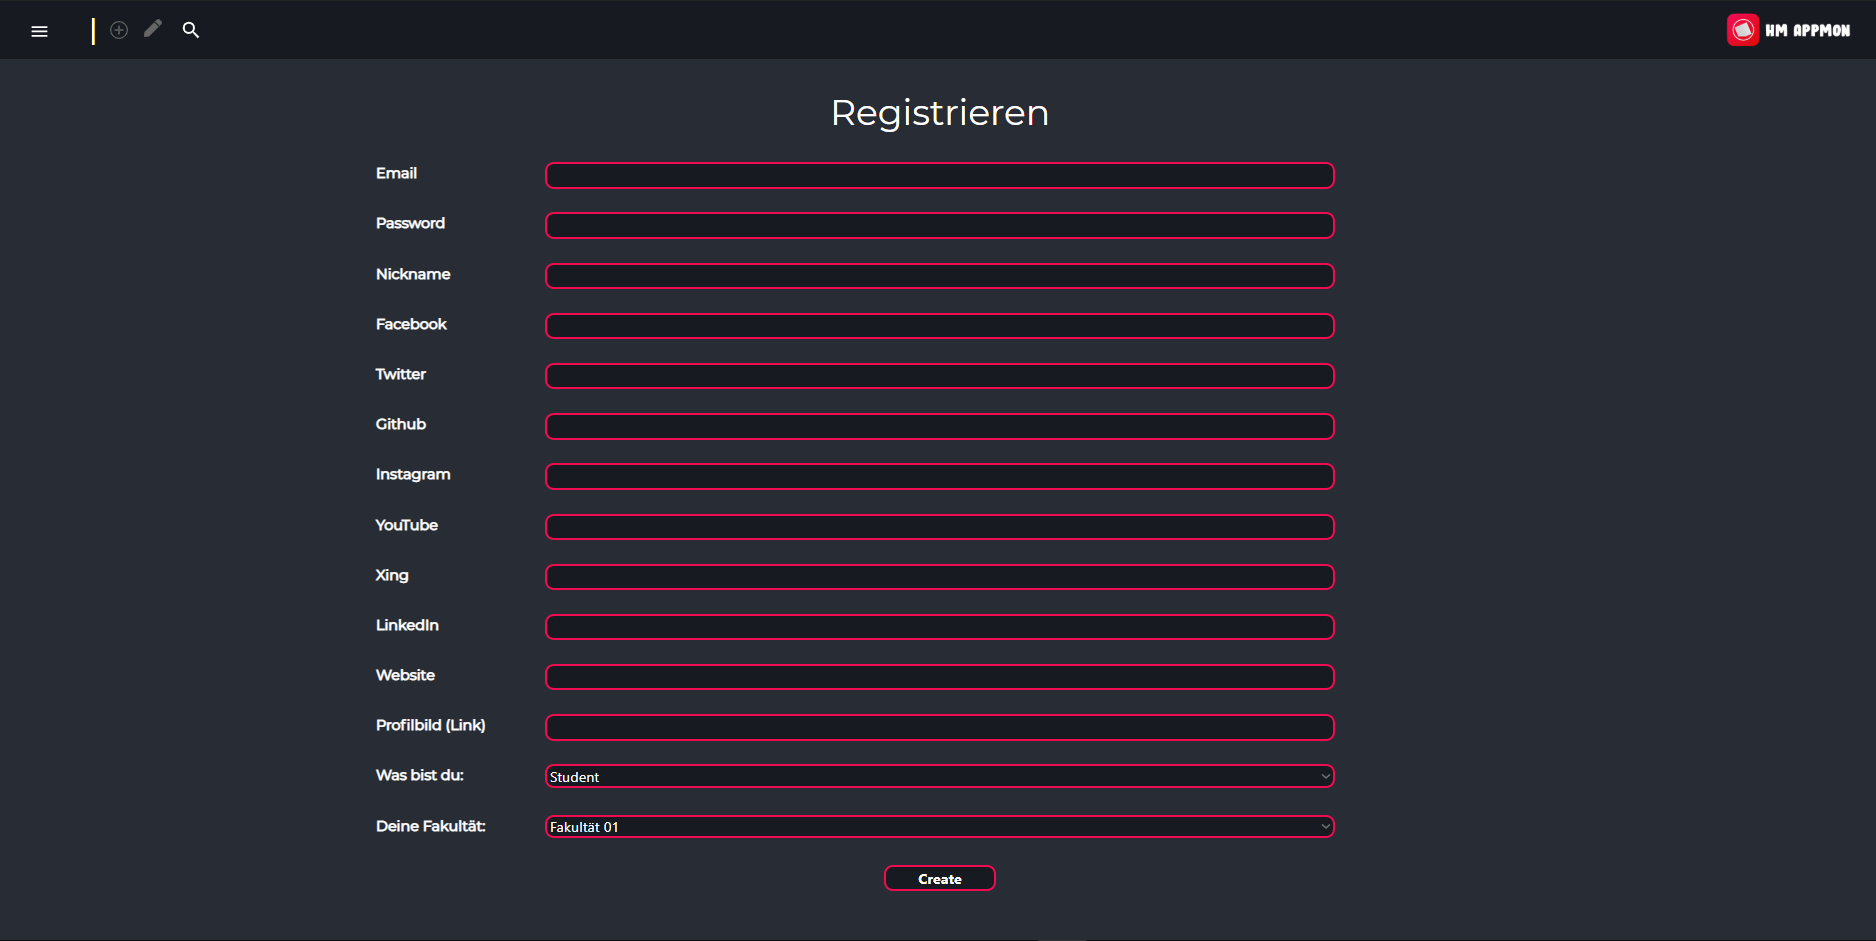 HM APPMON
Registrieren
Email
Password
Nickname
Facebook
Twitter
Github
Instagram
YouTube
Xing
LinkedIn
Website
Profilbild (Link)
Was bist du: Student
Deine Fakultät: Fakultät 01
Create